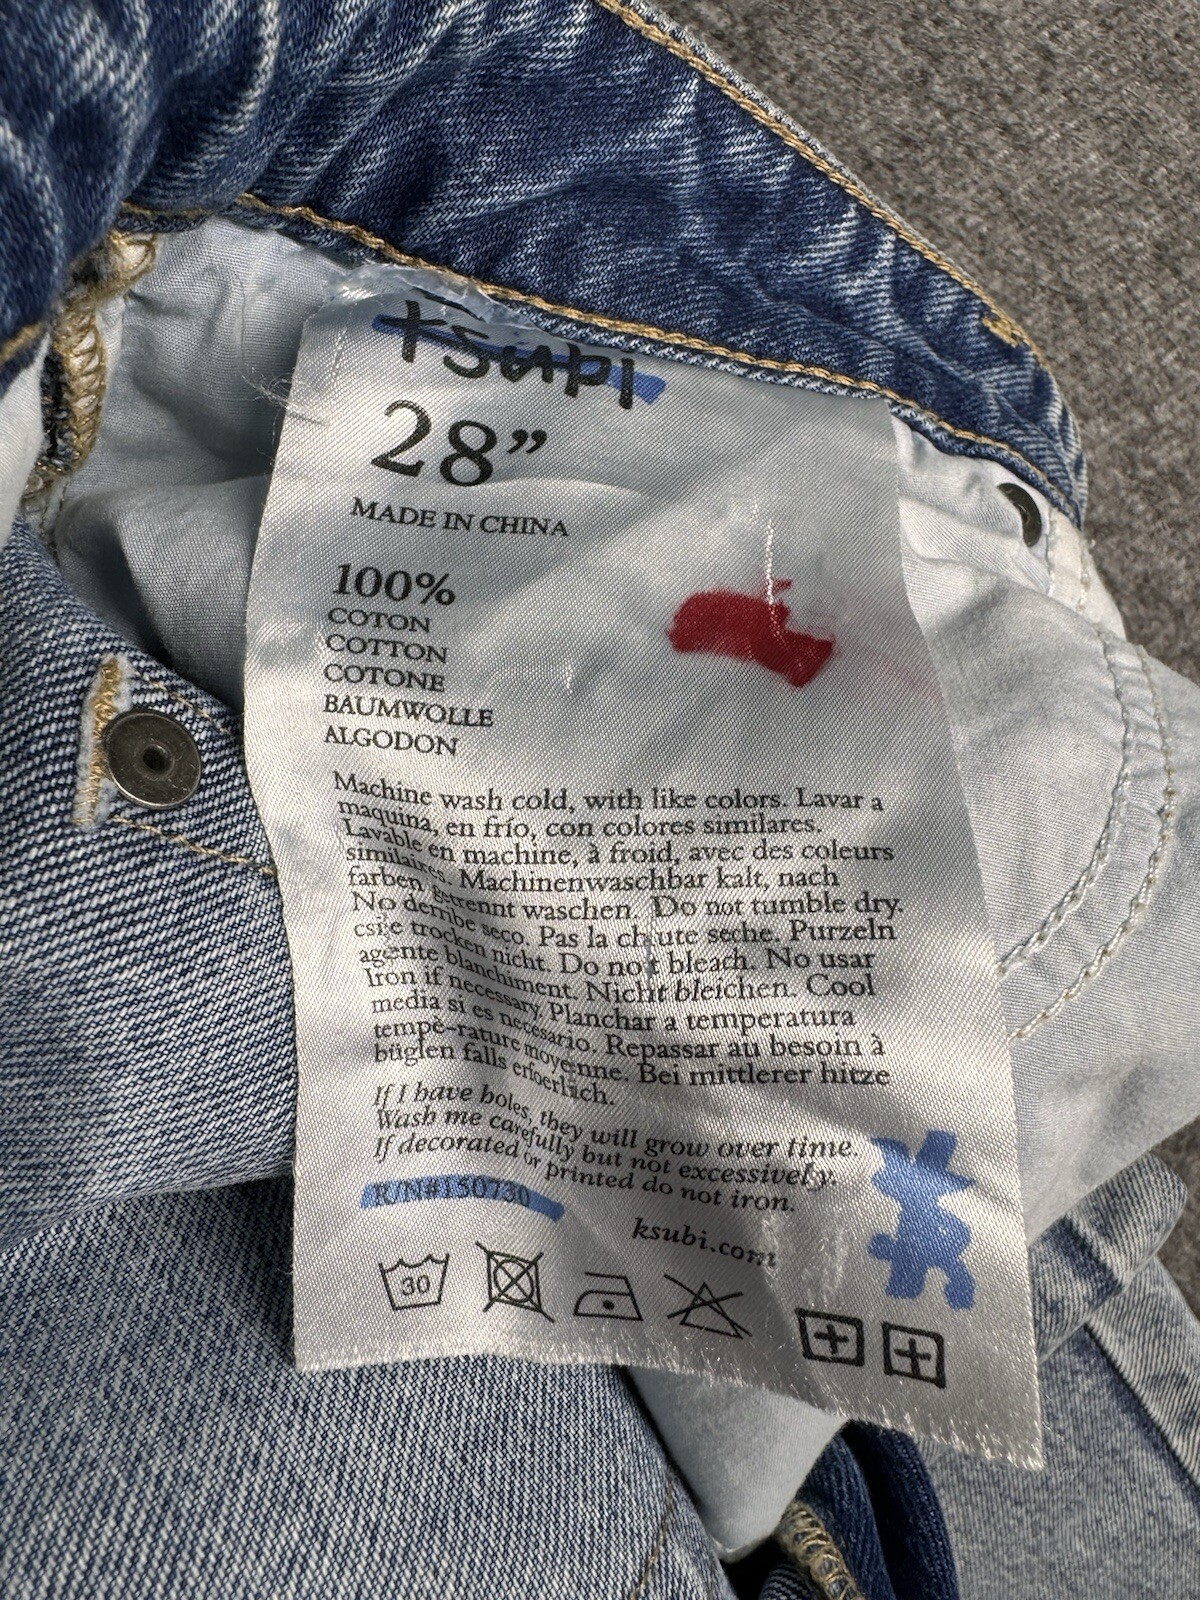 Ksubi
28”
MADE IN CHINA
100%
COTON
COTTON
COTONE
BAUMWOLLE
ALGODON
Machine wash cold, with like colors. Lavar a
maquina, en frío, con colores similares.
Lavable en machine, à froid, avec des coleurs
similaires. Machinenwaschbar kalt, nach
farben getrennt waschen. Do not tumble dry.
No derribe seco. Pas la chute seche. Purzeln
csi;e trocken nicht. Do not bleach. No usar
agente blanchiment. Nicht bleichen. Cool
Iron if necessary. Planchar a temperatura
media si es necesario. Repassar au besoin à
tempè-rature moyenne. Bei mittlerer hitze
büglen falls erfoerlich.
If I have holes, they will grow over time.
Wash me carefully but not excessively.
If decorated or printed do not iron.
R/N#150730
ksubi.com
30